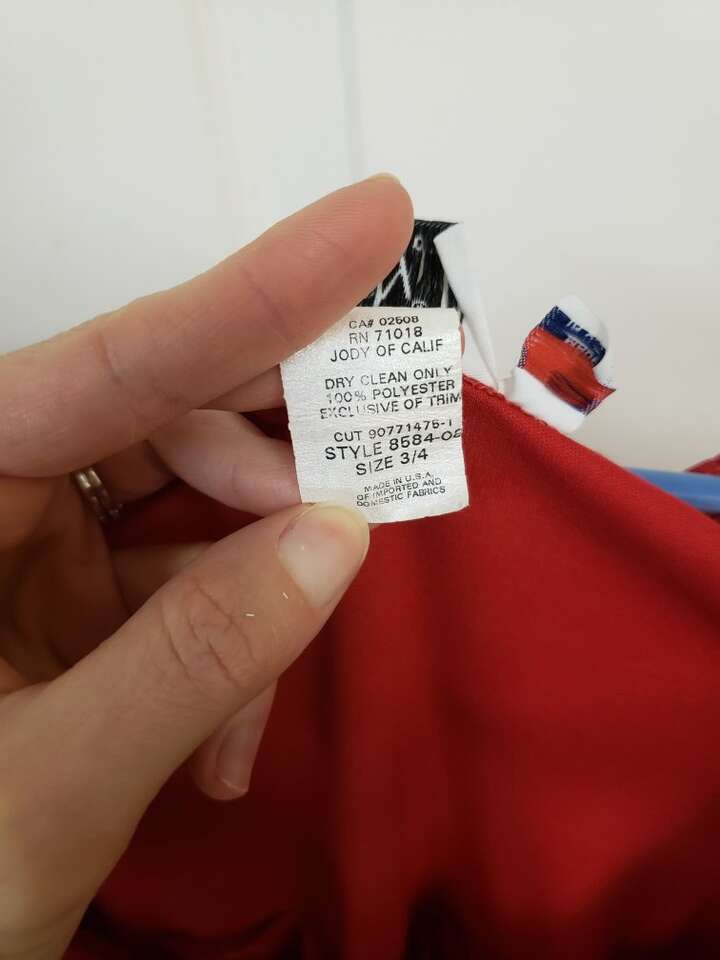 CA# 02508
RN 71018
JODY OF CALIF
DRY CLEAN ONLY
100% POLYESTER
EXCLUSIVE OF TRIM
CUT 90771475-1
STYLE 8584-02
SIZE 3/4
MADE IN U.S.A.
OF IMPORTED AND
DOMESTIC FABRICS